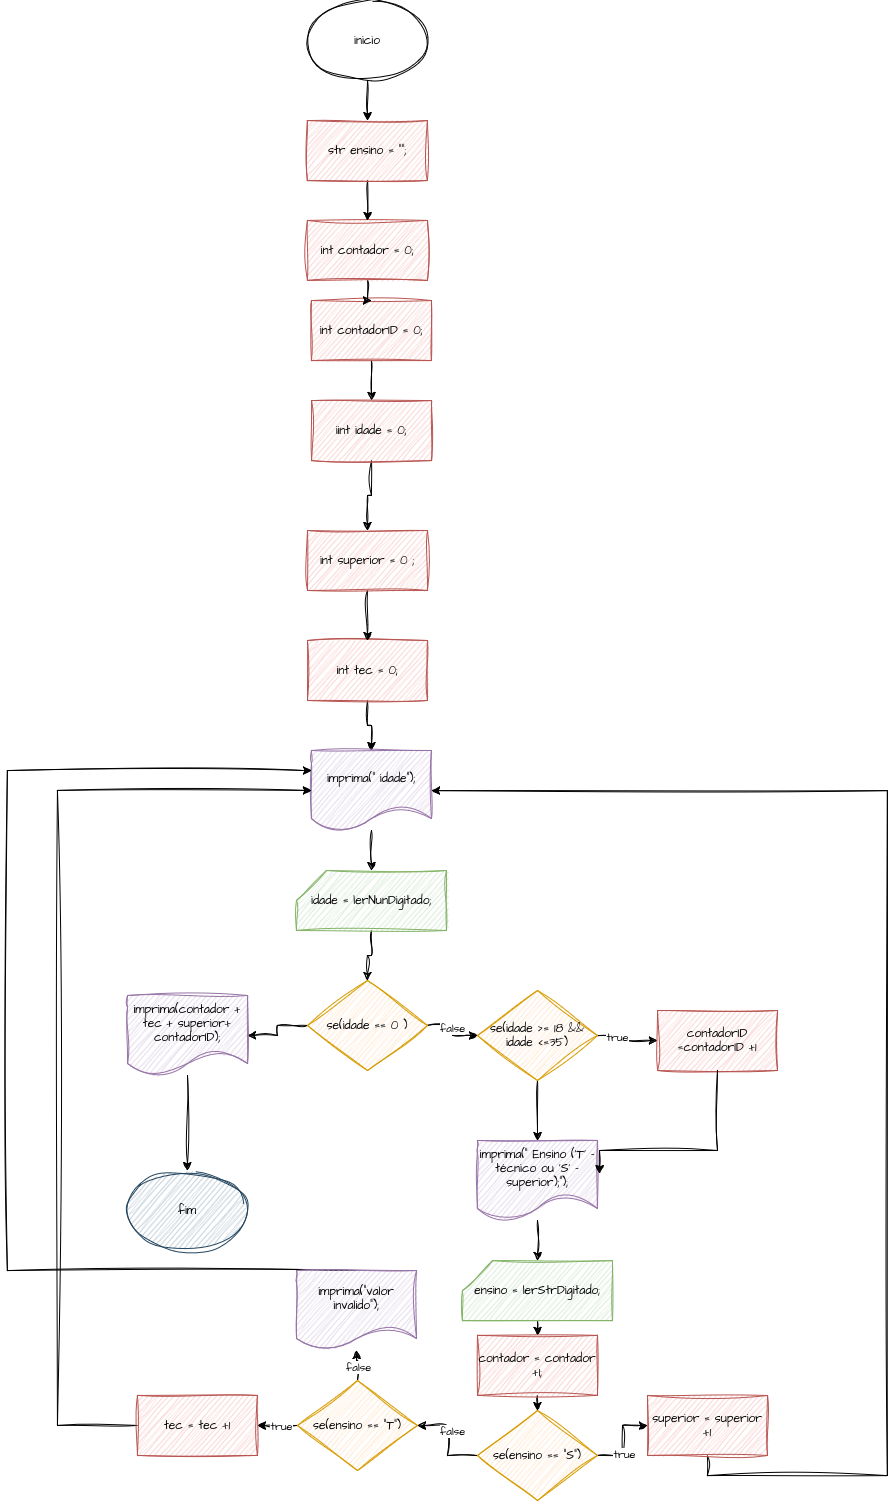 inicio
str ensino = "";
int contador = 0;
int contadorID = 0;
iint idade = 0;
int superior = 0 ;
int tec = 0;
imprima(" idade");
idade = lerNunDigitado;
imprima(contador +
tec + superior+
contadorID);
se(idade == 0 )
false
se(idade >= 18 &&
idade <=35)
true
contadorID
=contadorID +1
imprima(" Ensino ('T' -
técnico ou 'S' -
superior);");
fim
ensino = lerStrDigitado;
imprima("valor
invalido");
contador = contador
+1;
false
tec = tec +1
true
se(ensino == "T")
false
se(ensino == "S")
true
superior = superior
+1